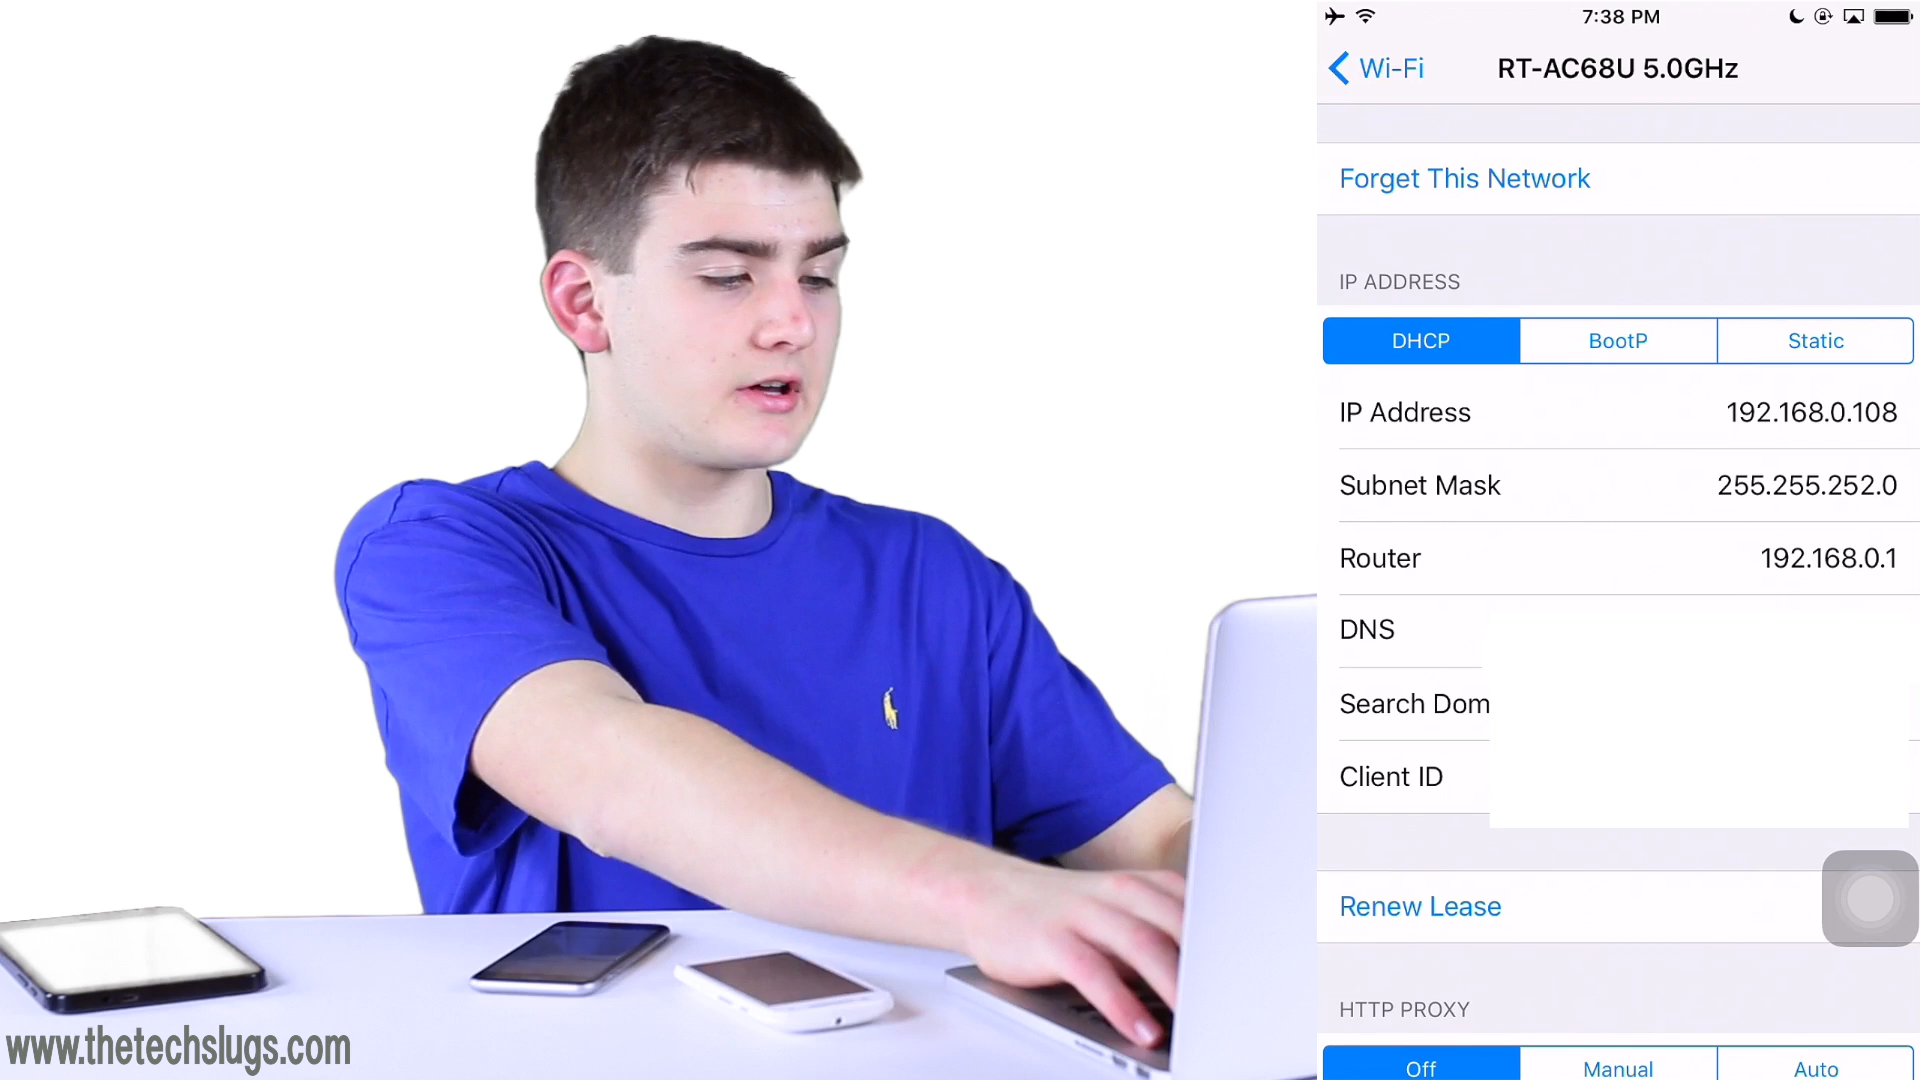 7:38 PM
Wi-Fi
RT-AC68U 5.0GHz
Forget This Network
IP ADDRESS
DHCP
BootP
Static
IP Address
192.168.0.108
Subnet Mask
255.255.252.0
Router
192.168.0.1
DNS
Search Dom
Client ID
Renew Lease
HTTP PROXY
Off
Manual
Auto
www.thetechslugs.com